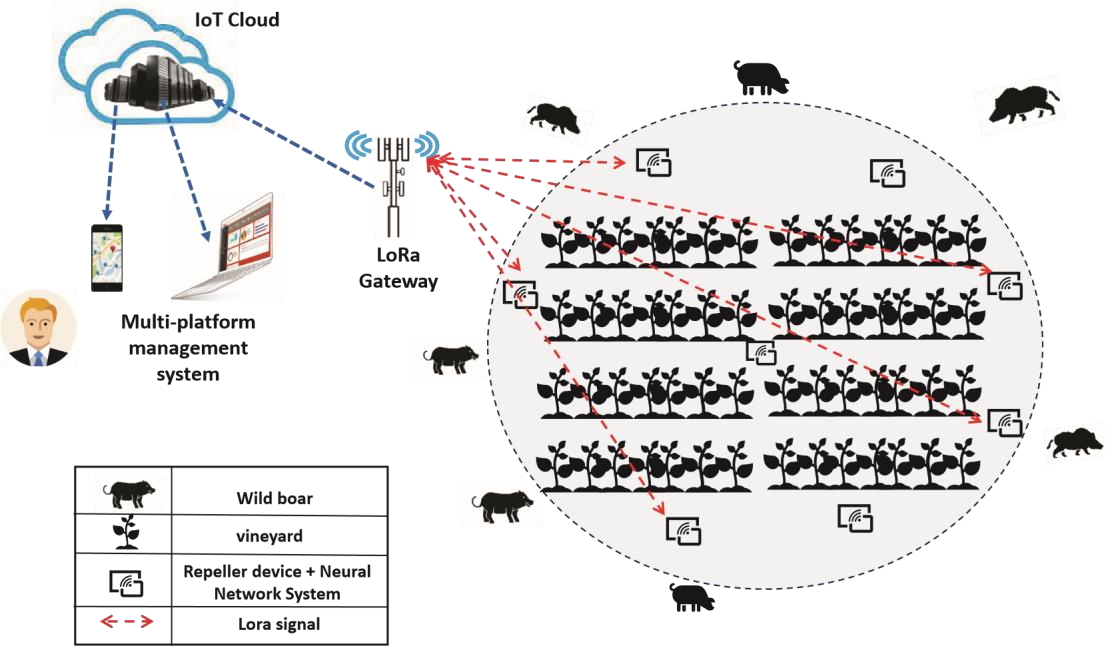 IoT Cloud
LoRa
Gateway
Multi-platform
management
system
Wild boar
vineyard
Repeller device + Neural
Network System
Lora signal